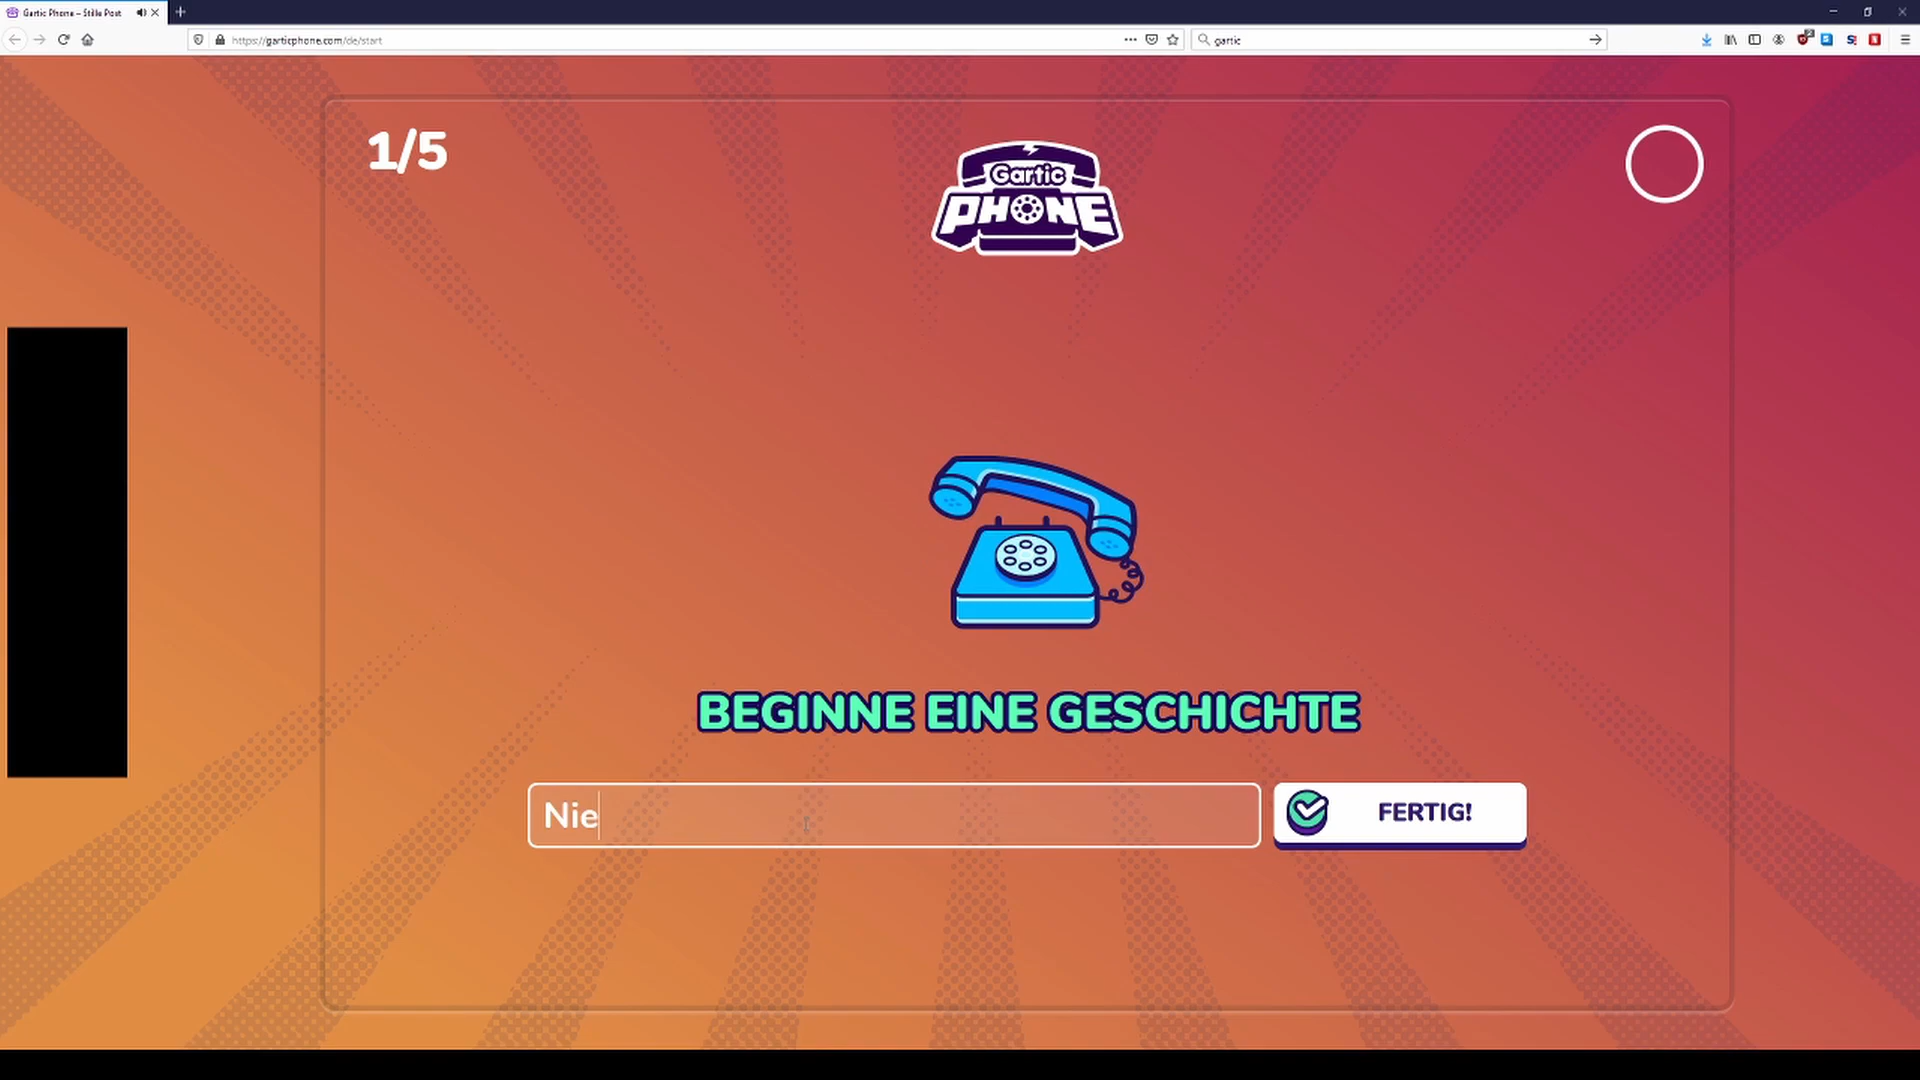 Gartic Phone – Stille Post
https://garticphone.com/de/start
gartic
1/5
Gartic
PHONE
BEGINNE EINE GESCHICHTE
Nie
FERTIG!